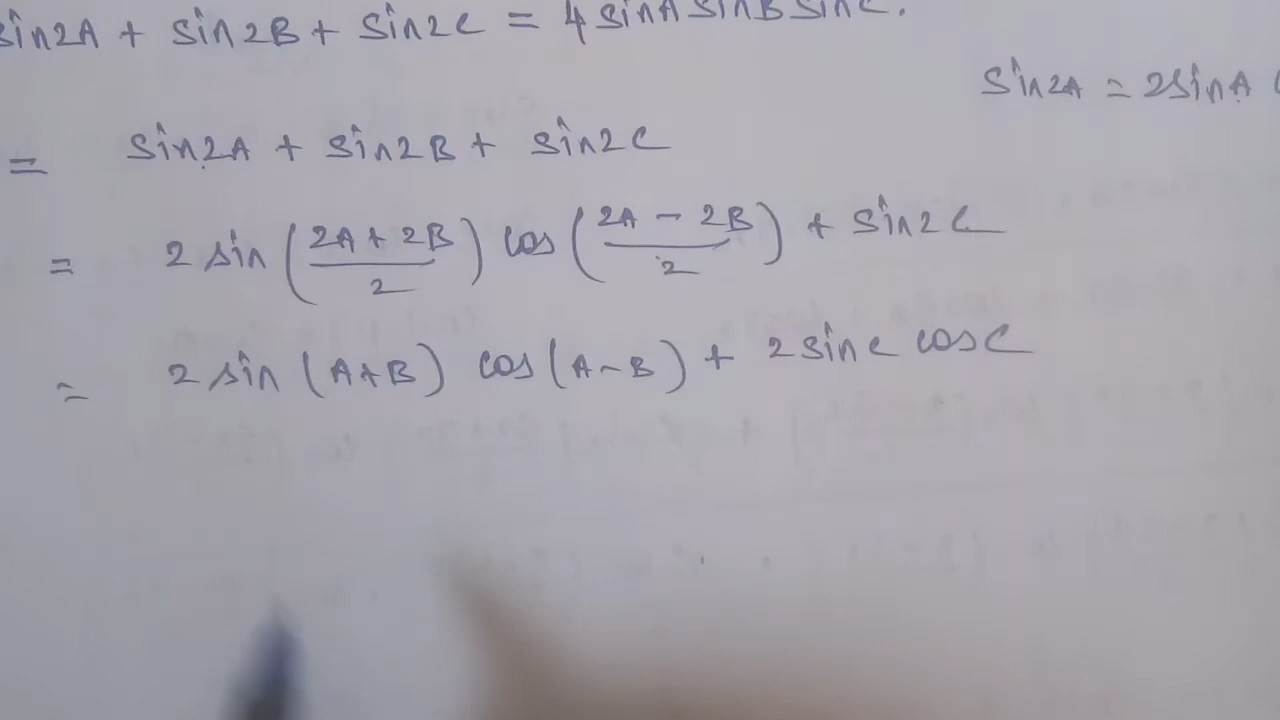 sin2A + sin2B + sin2C = 4 sinA sinB sinC.
sin2A = 2sinA
= sin2A + sin2B + sin2C
= 2 sin (2A + 2B / 2) cos (2A - 2B / 2) + sin2C
= 2 sin (A+B) cos (A-B) + 2 sinC cosC